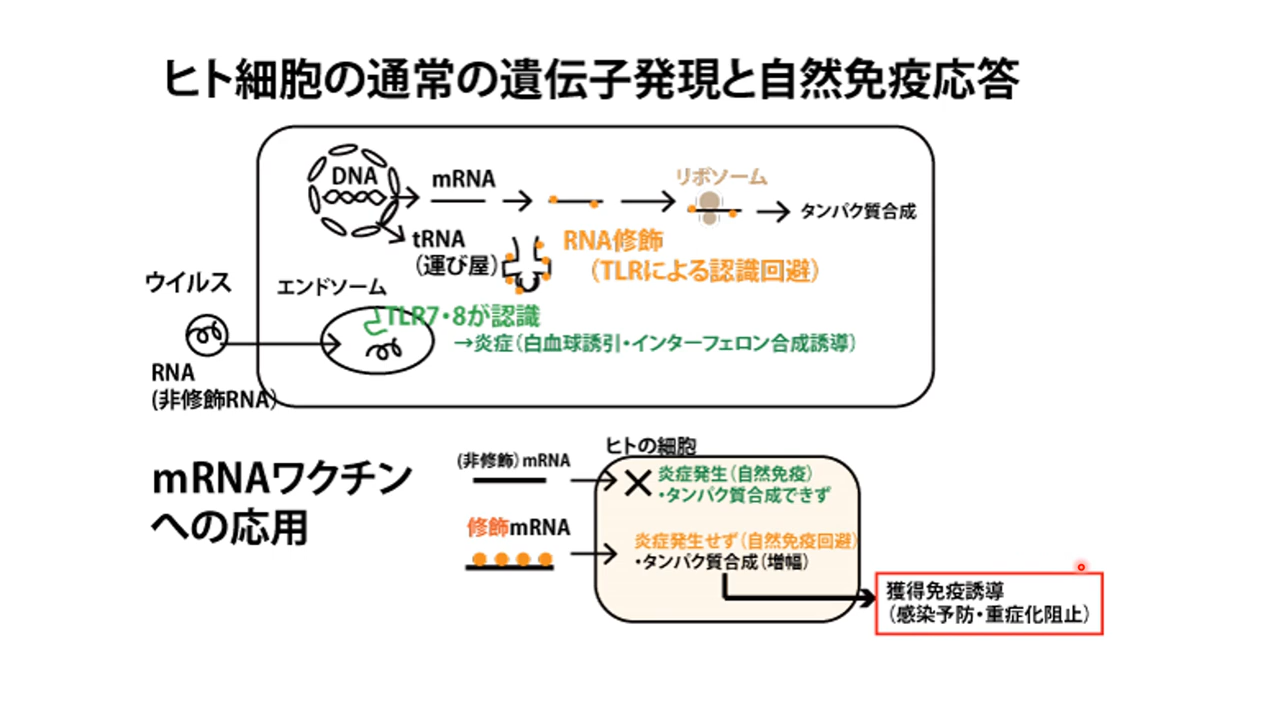 ヒト細胞の通常の遺伝子発現と自然免疫応答
DNA
mRNA
リボソーム
タンパク質合成
tRNA
(運び屋)
RNA修飾
(TLRによる認識回避)
ウイルス
エンドソーム
TLR7・8が認識
→炎症(白血球誘引・インターフェロン合成誘導)
RNA
(非修飾RNA)
mRNAワクチン
への応用
ヒトの細胞
(非修飾)mRNA
炎症発生(自然免疫)
・タンパク質合成できず
修飾mRNA
炎症発生せず(自然免疫回避)
・タンパク質合成(増幅)
獲得免疫誘導
(感染予防・重症化阻止)